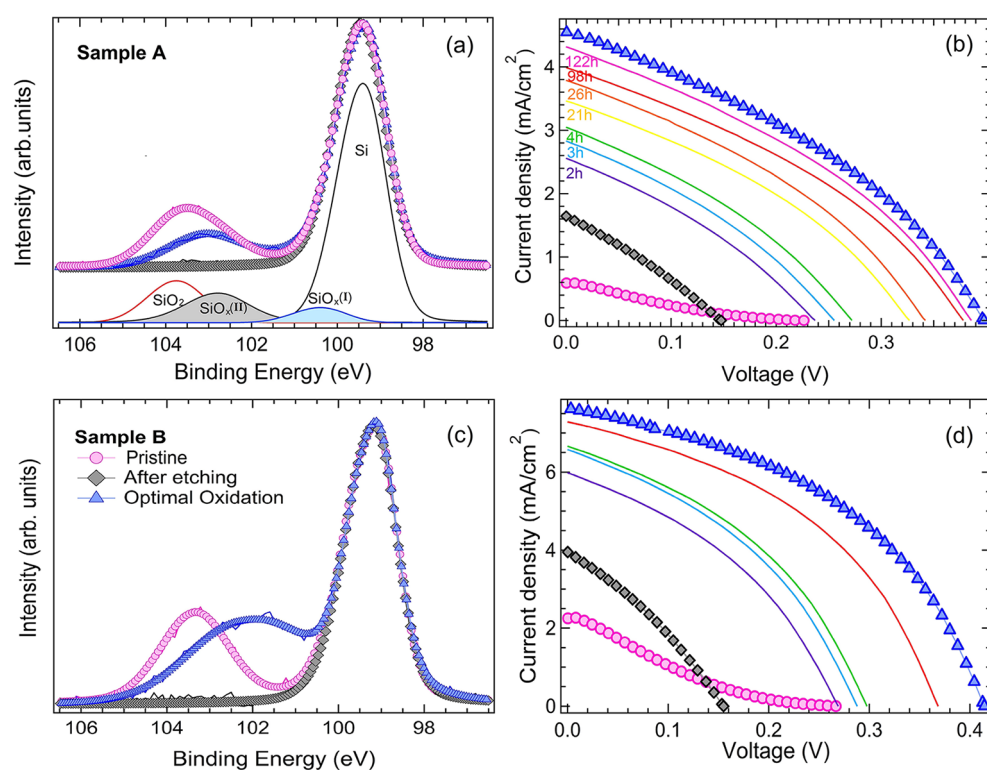 Sample A
(a)
Si
SiO2
SiOx(II)
SiOx(I)
Intensity (arb.units)
106
104
102
100
98
Binding Energy (eV)
(b)
122h
98h
26h
21h
4h
3h
2h
Current density (mA/cm2)
4
3
2
1
0
0.0
0.1
0.2
0.3
Voltage (V)
Sample B
(c)
Pristine
After etching
Optimal Oxidation
Intensity (arb. units)
106
104
102
100
98
Binding Energy (eV)
(d)
Current density (mA/cm2)
6
4
2
0
0.0
0.1
0.2
0.3
0.4
Voltage (V)